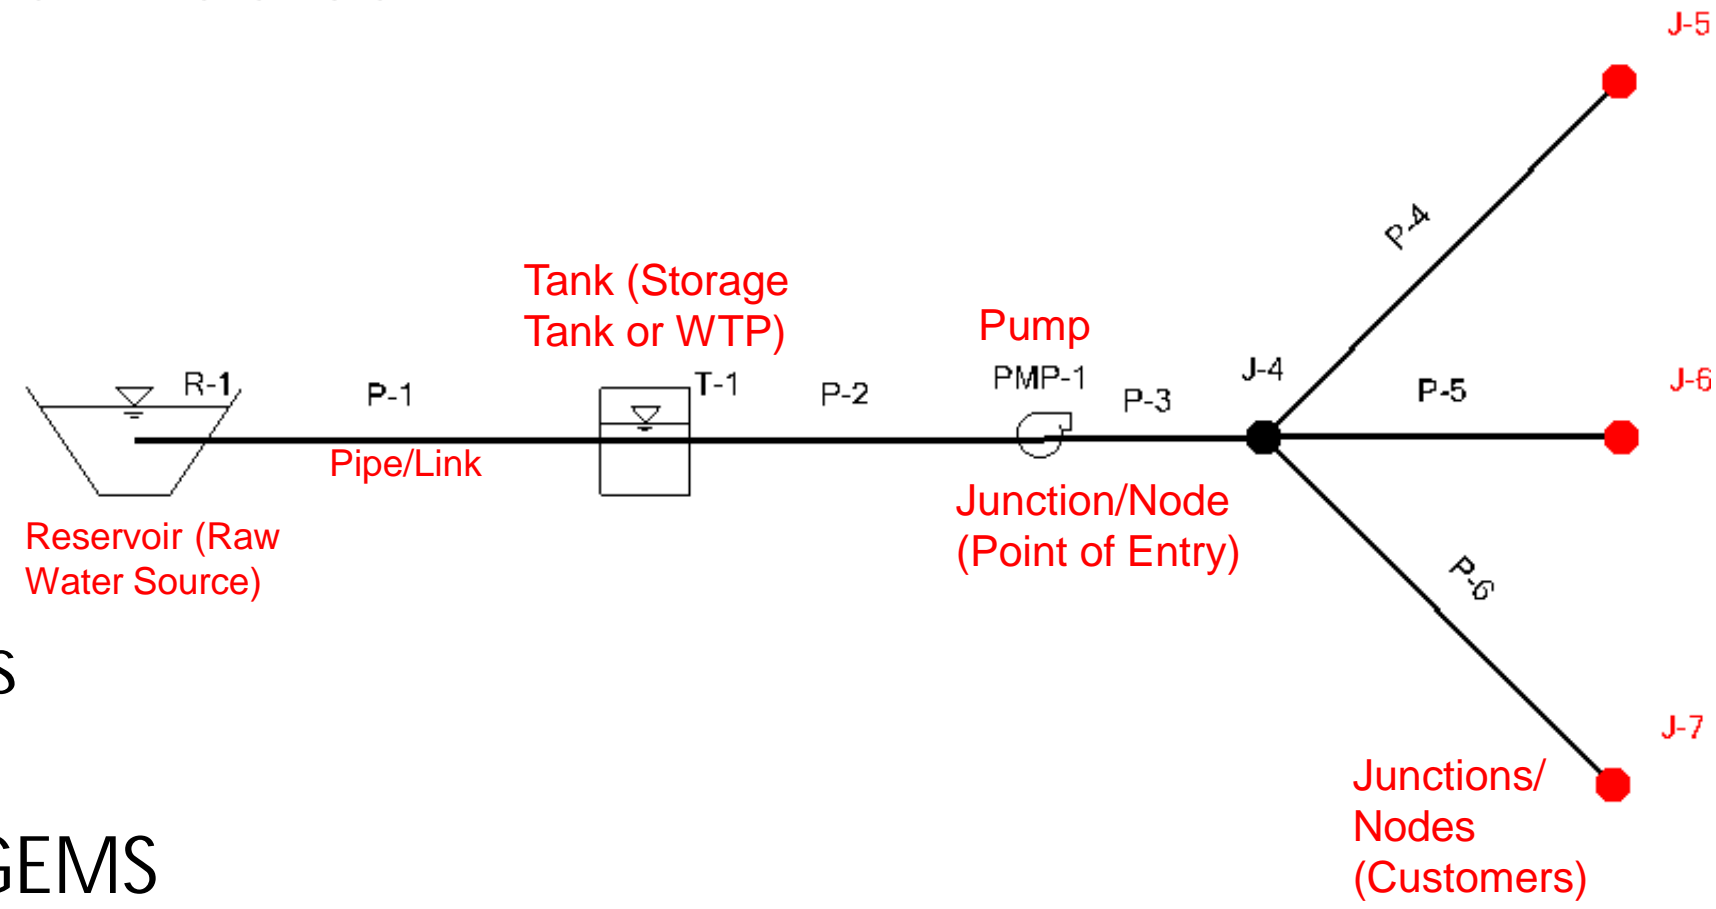 J-5
P-4
Tank (Storage
Tank or WTP)
Pump
R-1
P-1
T-1
P-2
PMP-1
P-3
J-4
P-5
J-6
Pipe/Link
Junction/Node
(Point of Entry)
Reservoir (Raw
Water Source)
P-6
S
J-7
Junctions/
Nodes
(Customers)
GEMS